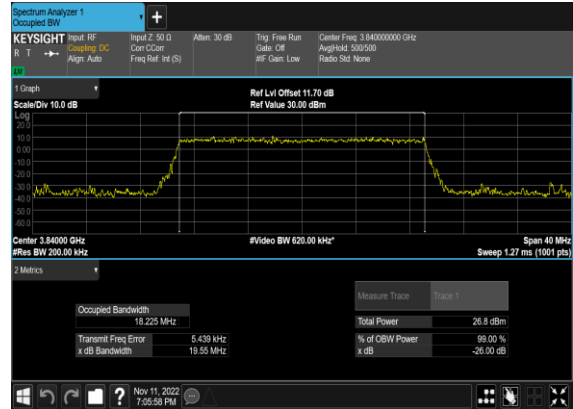 Spectrum Analyzer 1
Occupied BW
KEYSIGHT Input: RF Input Z: 50 Ω Atten: 30 dB Trig: Free Run Center Freq: 3.840000000 GHz
R T Coupling: DC Corr CCorr Gate: Off Avg|Hold: 500/500
Align: Auto Freq Ref: Int (S) #IF Gain: Low Radio Std: None
1 Graph Ref Lvl Offset 11.70 dB
Scale/Div 10.0 dB Ref Value 30.00 dBm
Log
20.0
10.0
0.00
-10.0
-20.0
-30.0
-40.0
-50.0
-60.0
Center 3.84000 GHz #Video BW 620.00 kHz* Span 40 MHz
#Res BW 200.00 kHz Sweep 1.27 ms (1001 pts)
2 Metrics
Measure Trace Trace 1
Occupied Bandwidth
18.225 MHz Total Power 26.8 dBm
Transmit Freq Error 5.439 kHz % of OBW Power 99.00 %
x dB Bandwidth 19.55 MHz x dB -26.00 dB
? Nov 11, 2022
7:05:58 PM